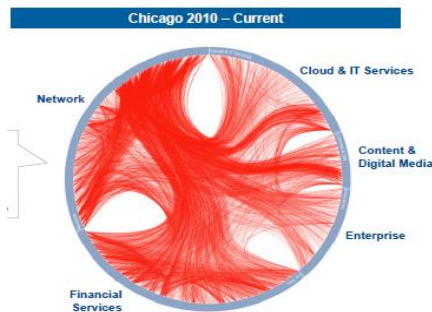 Chicago 2010 – Current
Cloud & IT Services
Network
Content &
Digital Media
Enterprise
Financial
Services